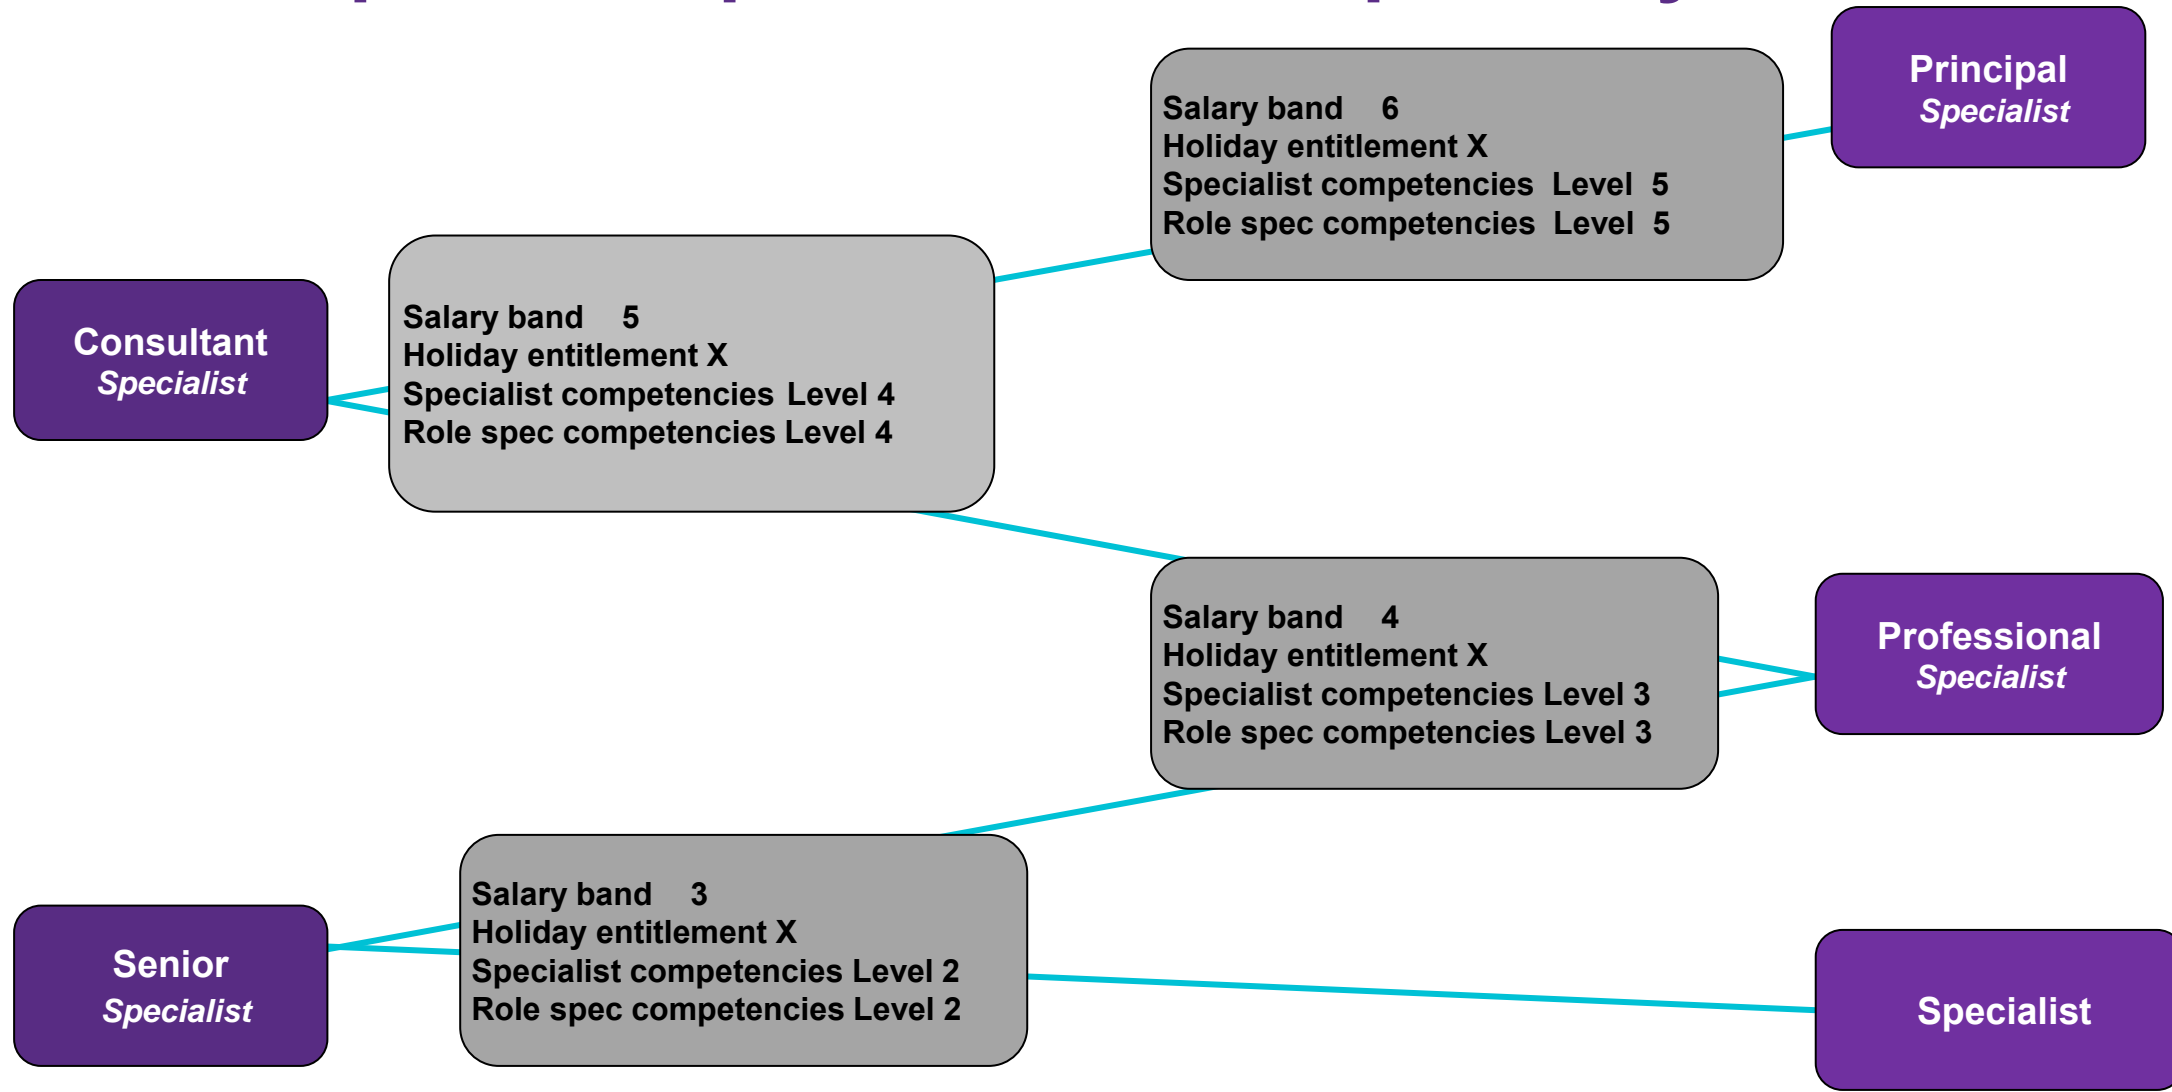 Principal
Specialist
Salary band 6
Holiday entitlement X
Specialist competencies Level 5
Role spec competencies Level 5
Consultant
Specialist
Salary band 5
Holiday entitlement X
Specialist competencies Level 4
Role spec competencies Level 4
Salary band 4
Holiday entitlement X
Specialist competencies Level 3
Role spec competencies Level 3
Professional
Specialist
Senior
Specialist
Salary band 3
Holiday entitlement X
Specialist competencies Level 2
Role spec competencies Level 2
Specialist